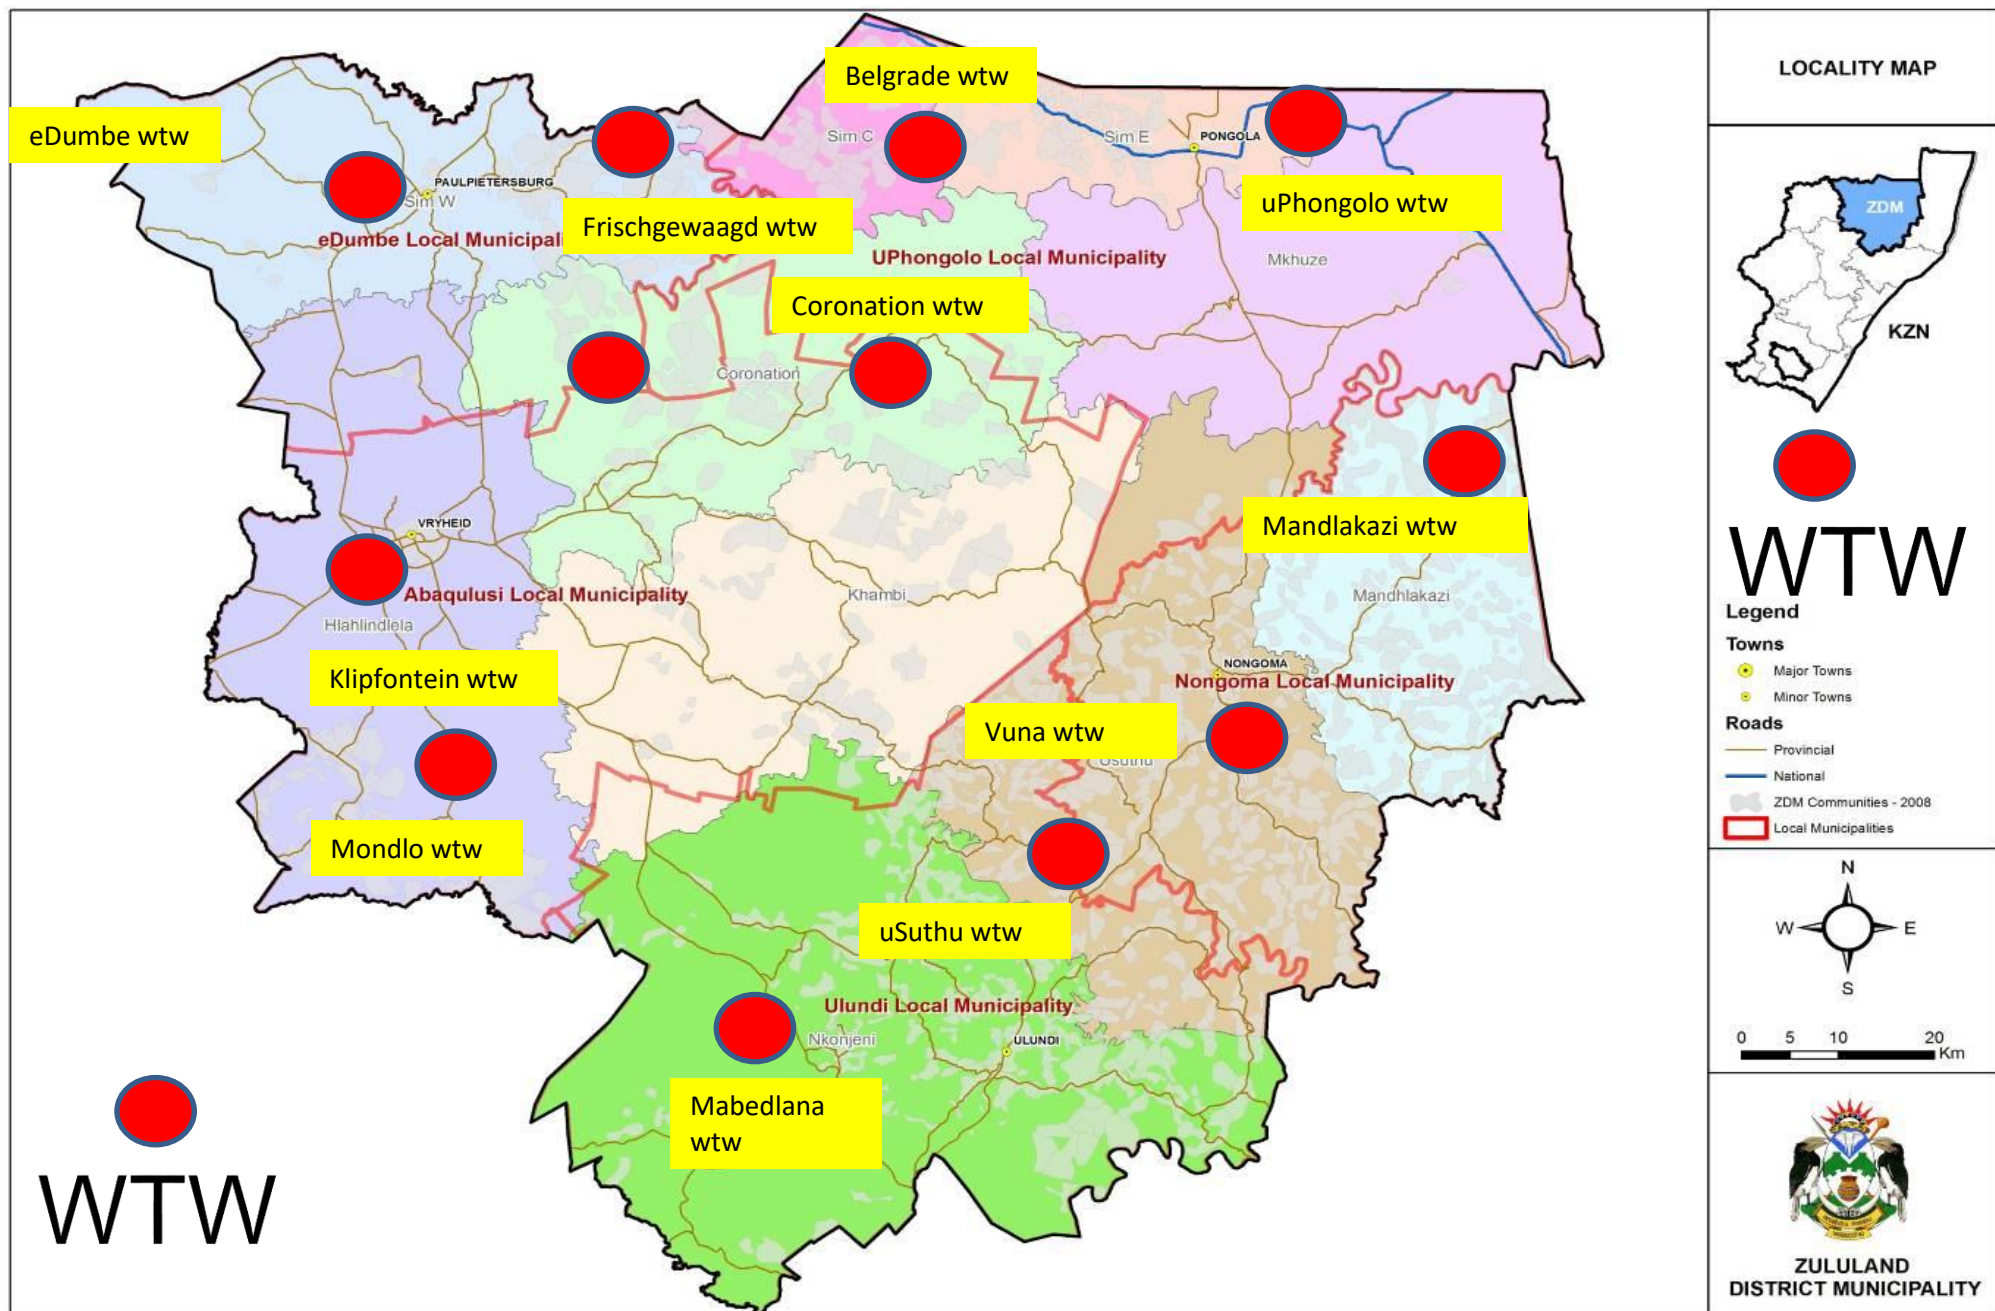 LOCALITY MAP
Belgrade wtw
eDumbe wtw
Sim C
Sim E
PONGOLA
PAULPIETERSBURG
Sim W
uPhongolo wtw
ZDM
eDumbe Local Municipali
Frischgewaagd wtw
UPhongolo Local Municipality
Mkhuze
Coronation wtw
KZN
Coronation
VRYHEID
Mandlakazi wtw
WTW
Abaqulusi Local Municipality
Khambi
Mandhlakazi
Hlahlindlela
Legend
Towns
Major Towns
Minor Towns
Klipfontein wtw
NONGOMA
Nongoma Local Municipality
Roads
Provincial
National
ZDM Communities - 2008
Local Municipalities
Vuna wtw
Usuthu
Mondlo wtw
N
W
E
S
uSuthu wtw
Ulundi Local Municipality
Nkonjeni
ULUNDI
0 5 10 20
Km
Mabedlana
wtw
WTW
ZULULAND
DISTRICT MUNICIPALITY